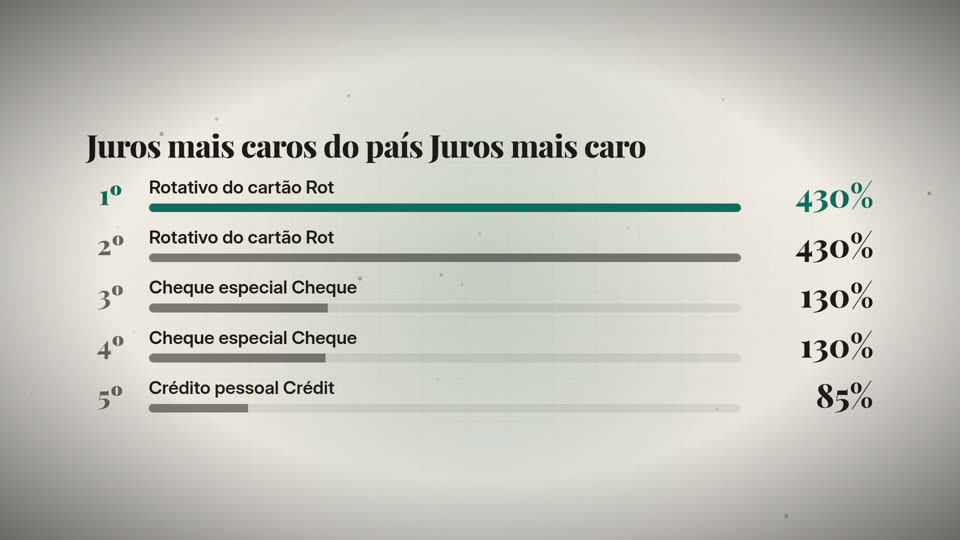 Juros mais caros do país Juros mais caro
1º Rotativo do cartão Rot 430%
2º Rotativo do cartão Rot 430%
3º Cheque especial Cheque 130%
4º Cheque especial Cheque 130%
5º Crédito pessoal Crédit 85%